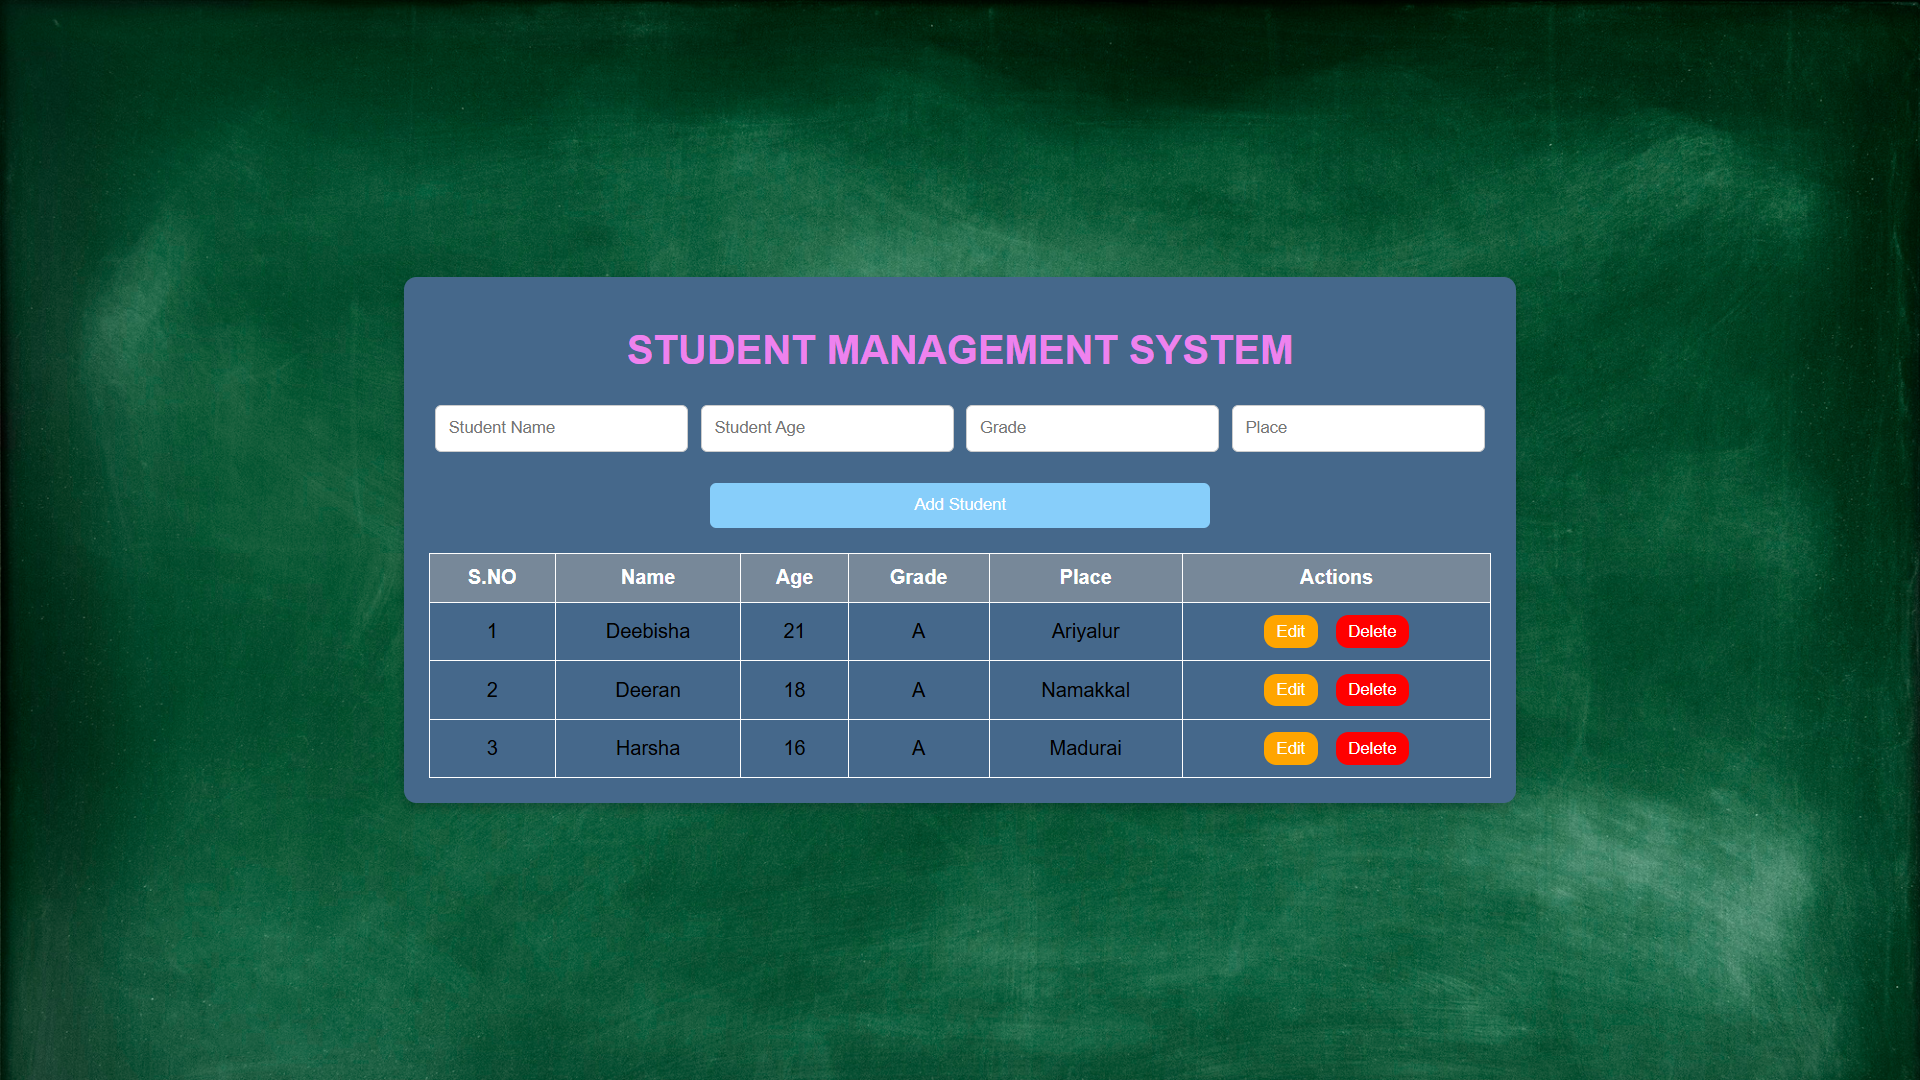 STUDENT MANAGEMENT SYSTEM
Student Name Student Age Grade Place
Add Student
S.NO Name Age Grade Place Actions
1 Deebisha 21 A Ariyalur Edit Delete
2 Deeran 18 A Namakkal Edit Delete
3 Harsha 16 A Madurai Edit Delete